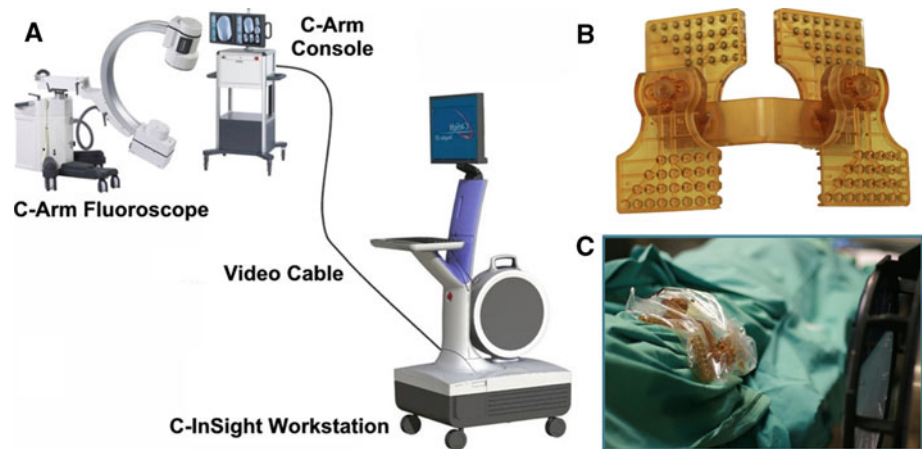 A
C-Arm
Console
C-Arm Fluoroscope
Video Cable
C-InSight Workstation
B
C